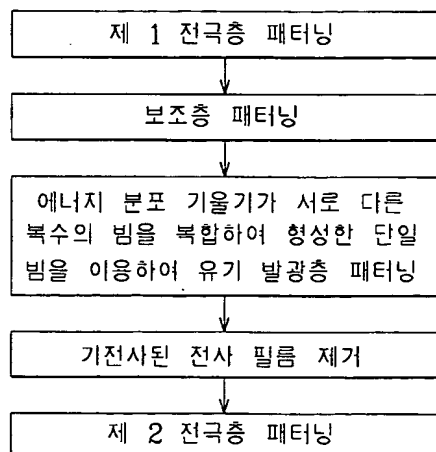 제 1 전극층 패터닝
보조층 패터닝
에너지 분포 기울기가 서로 다른
복수의 빔을 복합하여 형성한 단일
빔을 이용하여 유기 발광층 패터닝
기전사된 전사 필름 제거
제 2 전극층 패터닝